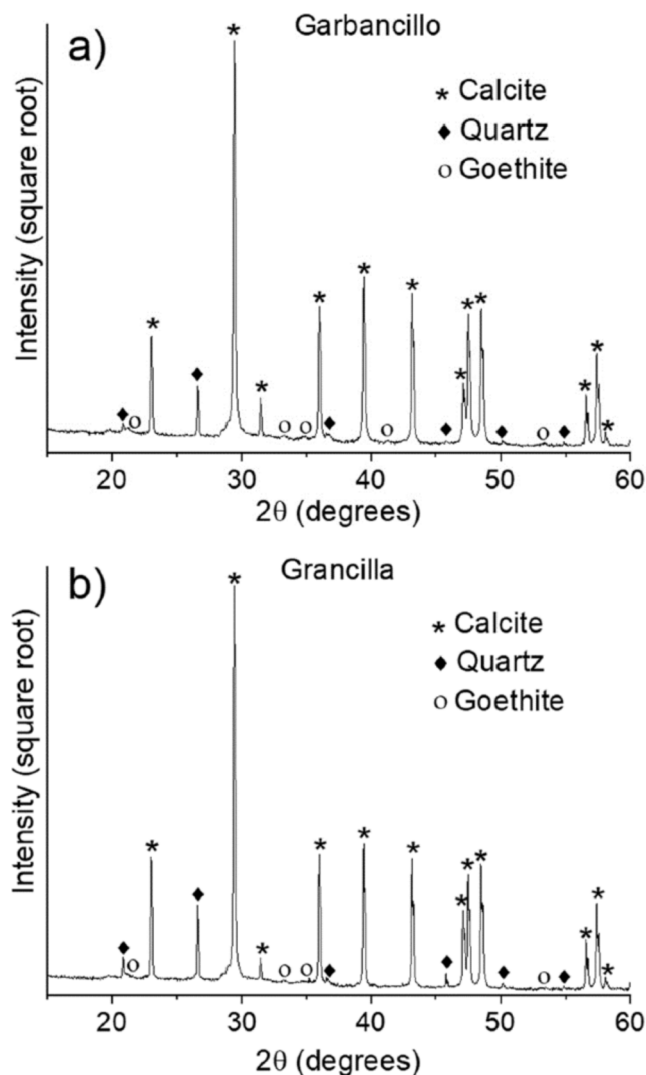 a)
Garbancillo
* Calcite
♦ Quartz
○ Goethite
Intensity (square root)
20 30 40 50 60
2θ (degrees)
b)
Grancilla
* Calcite
♦ Quartz
○ Goethite
Intensity (square root)
20 30 40 50 60
2θ (degrees)